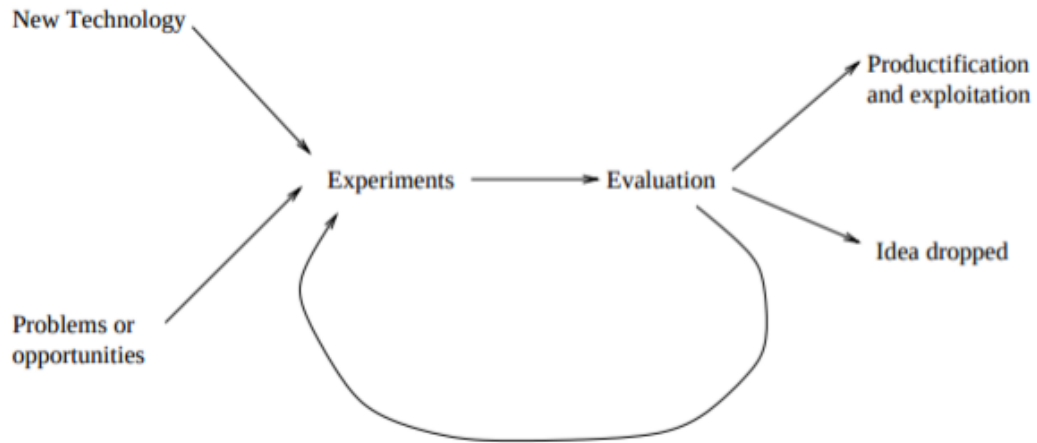 New Technology
Productification
and exploitation
Experiments
Evaluation
Idea dropped
Problems or
opportunities